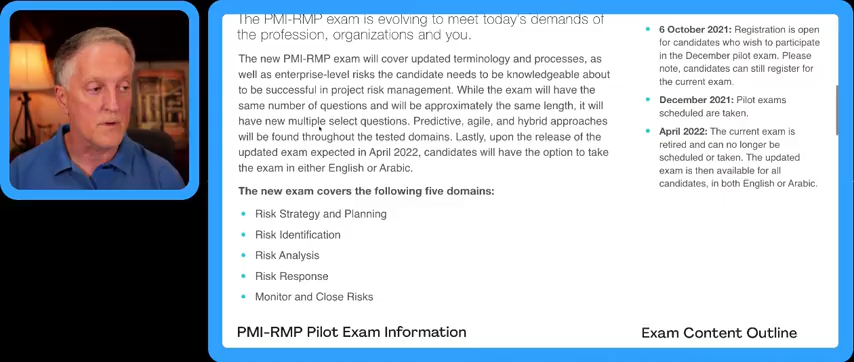 The PMI-RMP exam is evolving to meet today's demands of
the profession, organizations and you.
The new PMI-RMP exam will cover updated terminology and processes, as
well as enterprise-level risks the candidate needs to be knowledgeable about
to be successful in project risk management. While the exam will have the
same number of questions and will be approximately the same length, it will
have new multiple select questions. Predictive, agile, and hybrid approaches
will be found throughout the tested domains. Lastly, upon the release of the
updated exam expected in April 2022, candidates will have the option to take
the exam in either English or Arabic.
The new exam covers the following five domains:
• Risk Strategy and Planning
• Risk Identification
• Risk Analysis
• Risk Response
• Monitor and Close Risks
PMI-RMP Pilot Exam Information
• 6 October 2021: Registration is open
for candidates who wish to participate
in the December pilot exam. Please
note, candidates can still register for
the current exam.
• December 2021: Pilot exams
scheduled are taken.
• April 2022: The current exam is
retired and can no longer be
scheduled or taken. The updated
exam is then available for all
candidates, in both English or Arabic.
Exam Content Outline